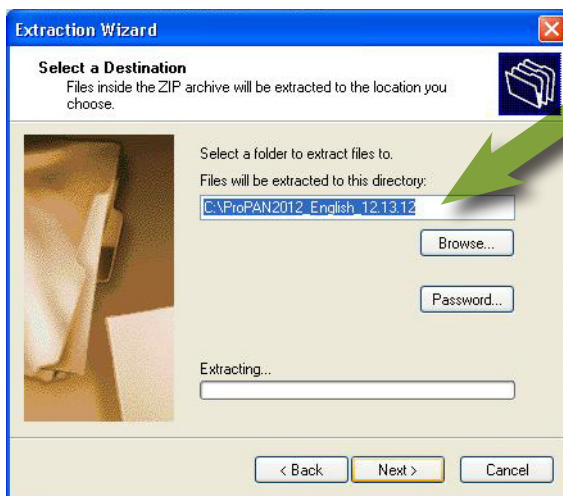 Extraction Wizard
Select a Destination
Files inside the ZIP archive will be extracted to the location you
choose.
Select a folder to extract files to.
Files will be extracted to this directory:
C:\ProPAN2012_English_12.13.12
Browse...
Password...
Extracting...
< Back
Next >
Cancel